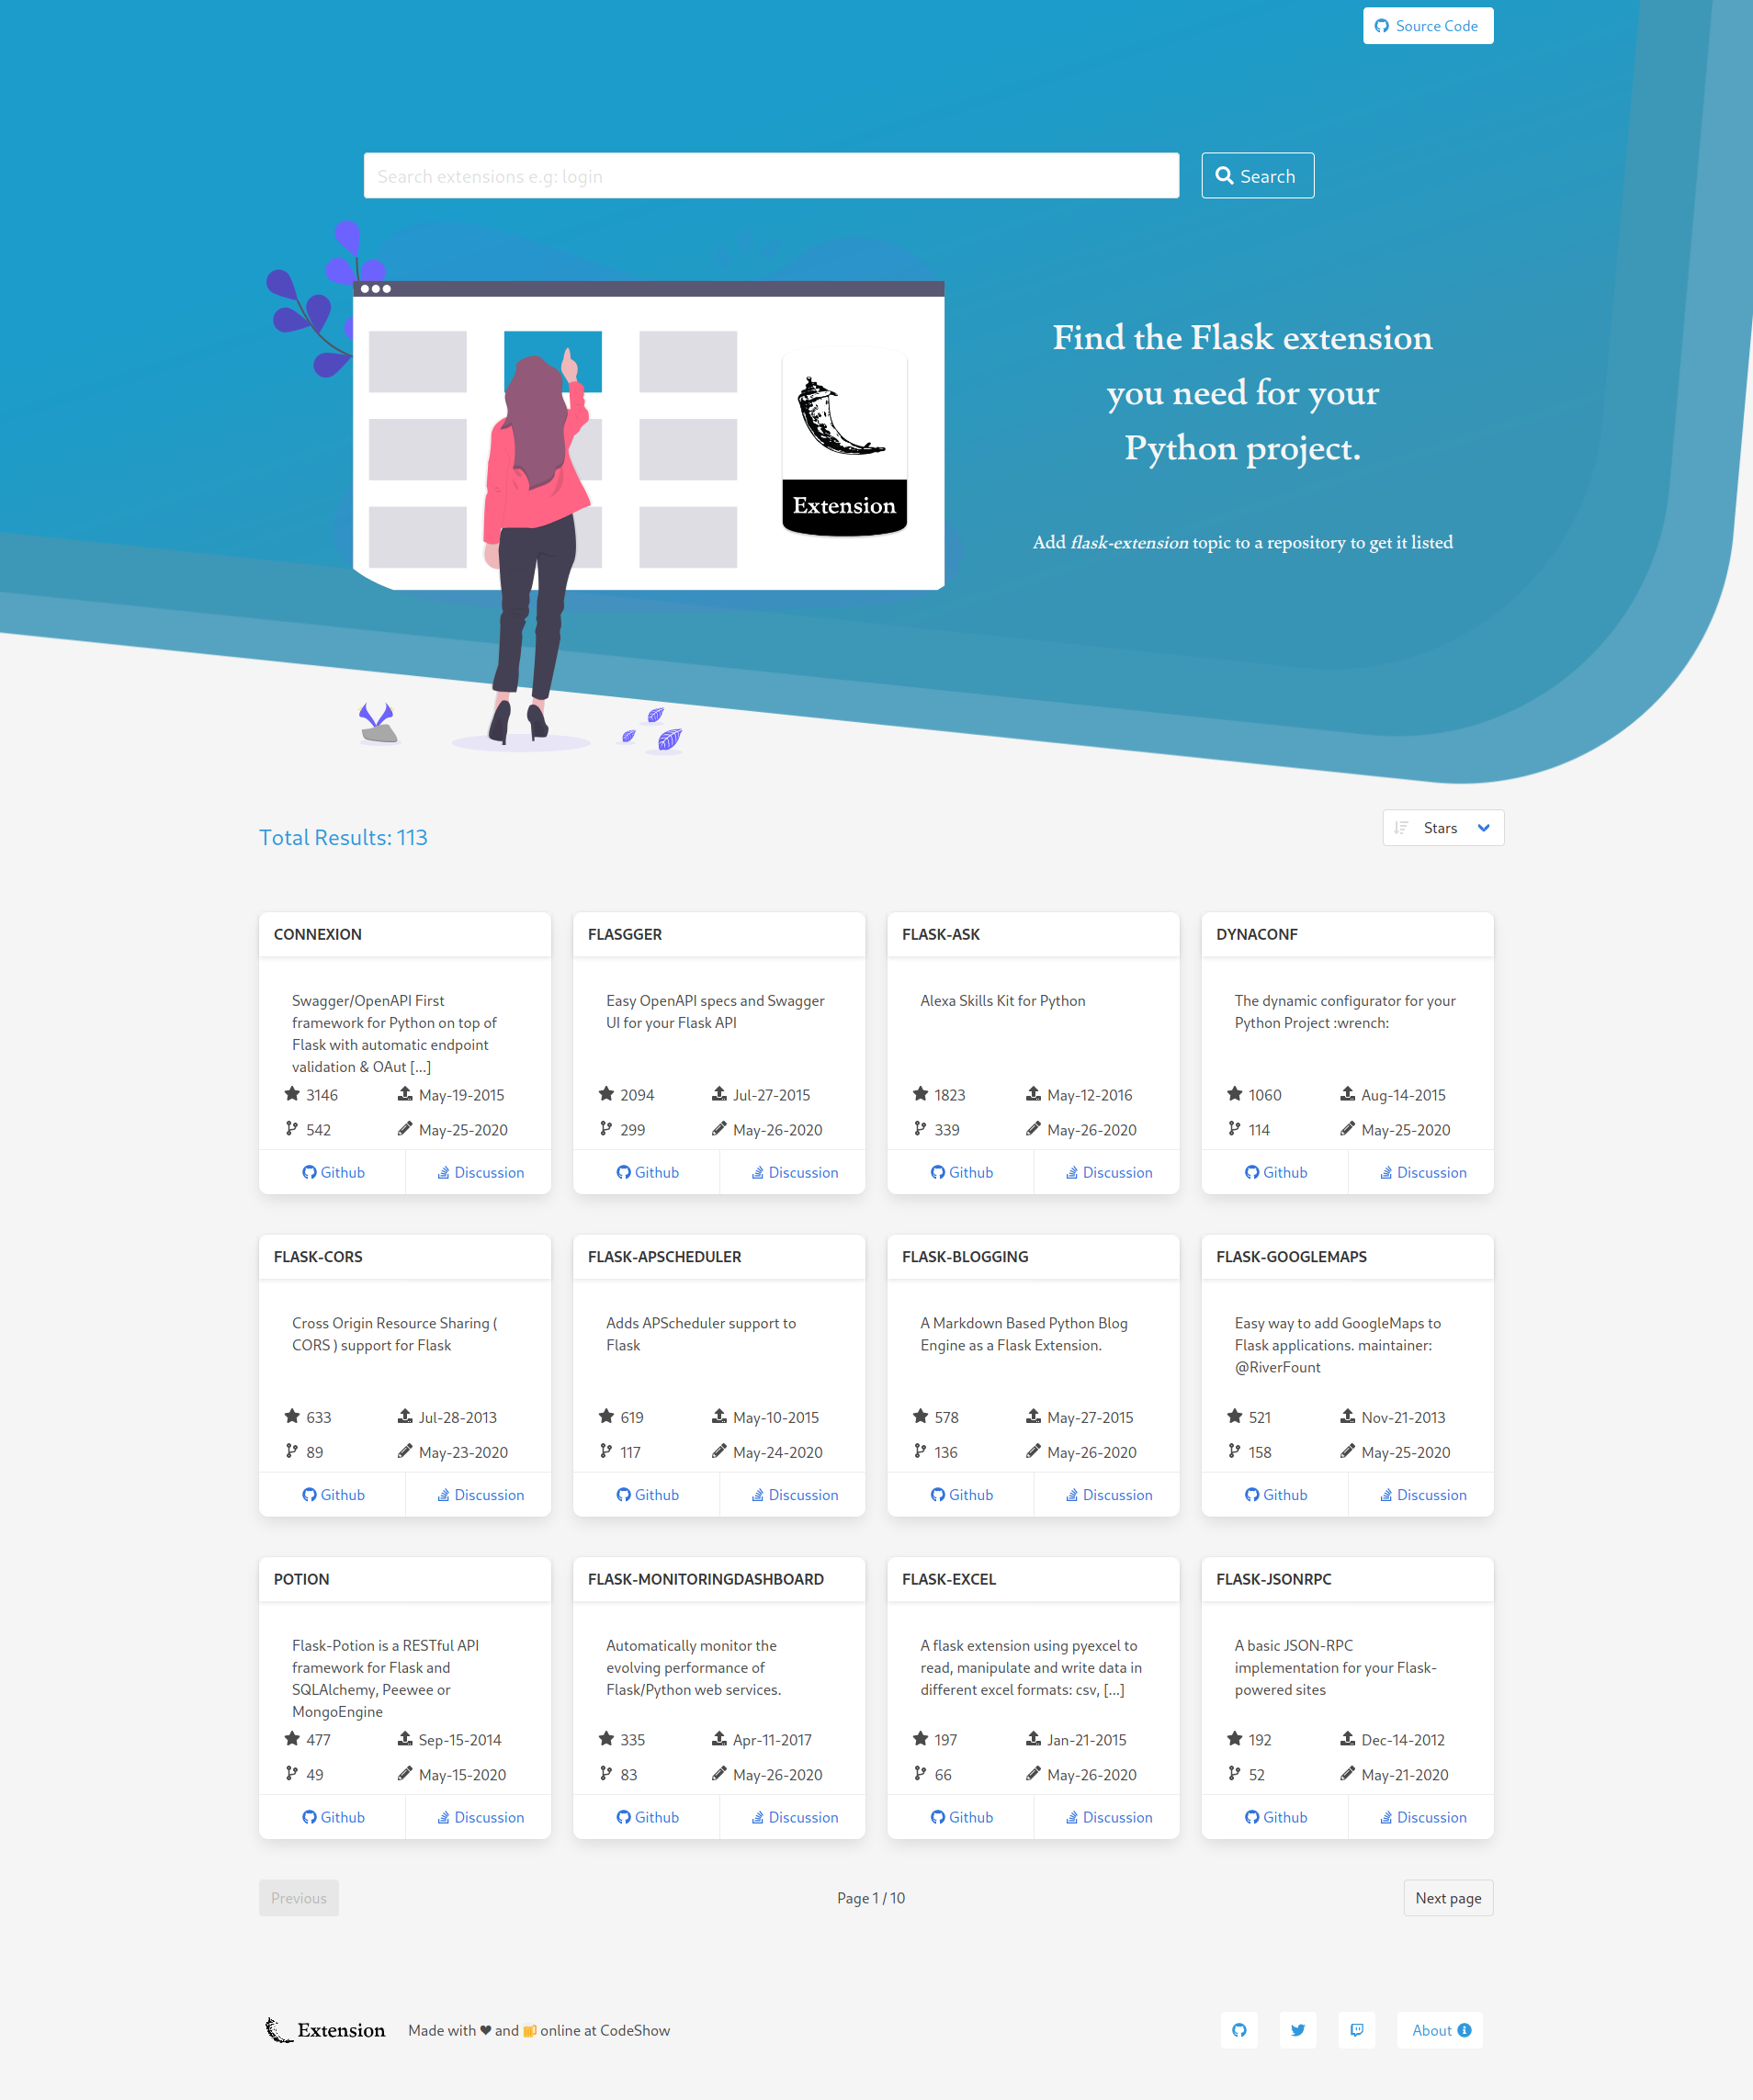 Source Code
Search extensions e.g: login
Search
Find the Flask extension
you need for your
Python project.
Extension
Add flask-extension topic to a repository to get it listed
Total Results: 113
Stars
CONNEXION
Swagger/OpenAPI First
framework for Python on top of
Flask with automatic endpoint
validation & OAut [...]
3146 May-19-2015
542 May-25-2020
Github Discussion
FLASGGER
Easy OpenAPI specs and Swagger
UI for your Flask API
2094 Jul-27-2015
299 May-26-2020
Github Discussion
FLASK-ASK
Alexa Skills Kit for Python
1823 May-12-2016
339 May-26-2020
Github Discussion
DYNACONF
The dynamic configurator for your
Python Project :wrench:
1060 Aug-14-2015
114 May-25-2020
Github Discussion
FLASK-CORS
Cross Origin Resource Sharing (
CORS ) support for Flask
633 Jul-28-2013
89 May-23-2020
Github Discussion
FLASK-APSCHEDULER
Adds APScheduler support to
Flask
619 May-10-2015
117 May-24-2020
Github Discussion
FLASK-BLOGGING
A Markdown Based Python Blog
Engine as a Flask Extension.
578 May-27-2015
136 May-26-2020
Github Discussion
FLASK-GOOGLEMAPS
Easy way to add GoogleMaps to
Flask applications. maintainer:
@RiverFount
521 Nov-21-2013
158 May-25-2020
Github Discussion
POTION
Flask-Potion is a RESTful API
framework for Flask and
SQLAlchemy, Peewee or
MongoEngine
477 Sep-15-2014
49 May-15-2020
Github Discussion
FLASK-MONITORINGDASHBOARD
Automatically monitor the
evolving performance of
Flask/Python web services.
335 Apr-11-2017
83 May-26-2020
Github Discussion
FLASK-EXCEL
A flask extension using pyexcel to
read, manipulate and write data in
different excel formats: csv, [...]
197 Jan-21-2015
66 May-26-2020
Github Discussion
FLASK-JSONRPC
A basic JSON-RPC
implementation for your Flask-
powered sites
192 Dec-14-2012
52 May-21-2020
Github Discussion
Previous
Page 1 / 10
Next page
Extension
Made with ❤ and 🍺 online at CodeShow
About